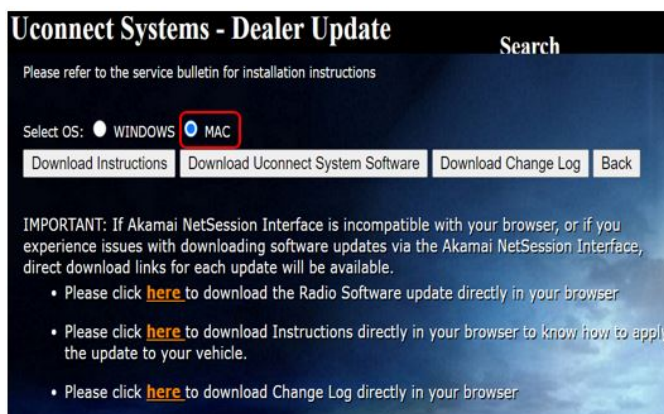 Uconnect Systems - Dealer Update
Search
Please refer to the service bulletin for installation instructions
Select OS: WINDOWS MAC
Download Instructions Download Uconnect System Software Download Change Log Back
IMPORTANT: If Akamai NetSession Interface is incompatible with your browser, or if you
experience issues with downloading software updates via the Akamai NetSession Interface,
direct download links for each update will be available.
• Please click here to download the Radio Software update directly in your browser
• Please click here to download Instructions directly in your browser to know how to apply
the update to your vehicle.
• Please click here to download Change Log directly in your browser